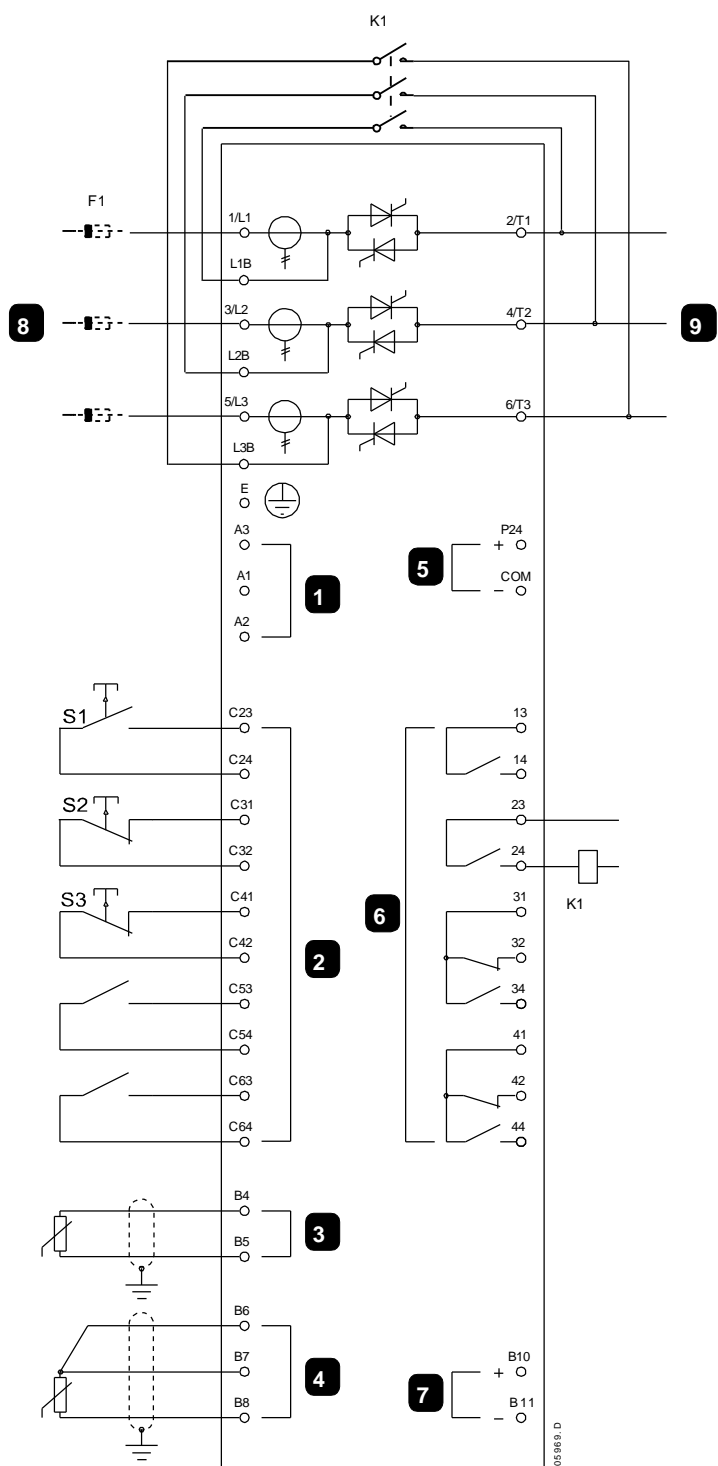 K1
F1
1/L1
2/T1
L1B
8
3/L2
4/T2
9
L2B
5/L3
6/T3
L3B
E
A3
P24
+
5
A1
1
COM
−
A2
S1
C23
13
C24
14
S2
C31
23
C32
24
K1
S3
C41
31
6
C42
2
32
C53
34
C54
41
C63
42
C64
44
B4
3
B5
B6
B7
4
B10
+
7
B8
B11
−
05969.D